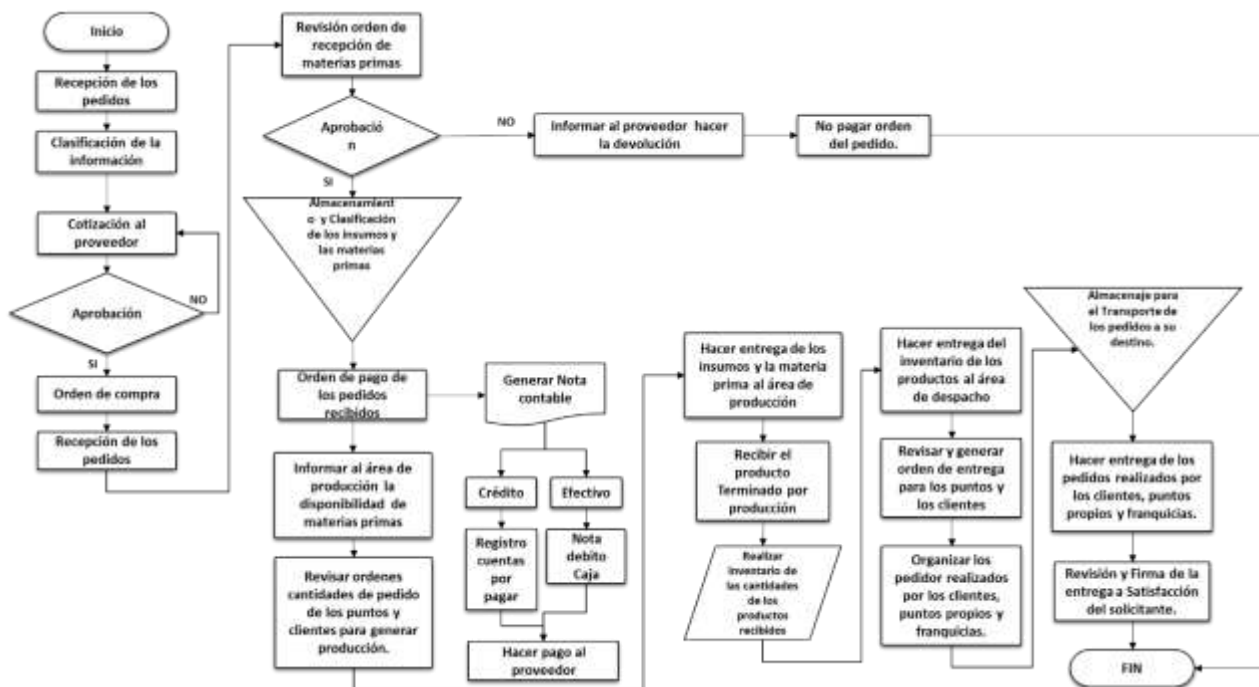 Inicio
Recepción de los
pedidos
Clasificación de la
información
Cotización al
proveedor
Aprobación
NO
SI
Orden de compra
Recepción de los
pedidos
Revisión orden de
recepción de
materias primas
Aprobació
n
NO
Informar al proveedor hacer
la devolución
No pagar orden
del pedido.
SI
Almacenamient
o y Clasificación
de los insumos y
las materias
primas
Orden de pago de
los pedidos
recibidos
Generar Nota
contable
Informar al área de
producción la
disponibilidad de
materias primas
Crédito
Efectivo
Registro
cuentas por
pagar
Nota
debito
Caja
Revisar ordenes
cantidades de pedido
de los puntos y
clientes para generar
producción.
Hacer pago al
proveedor
Hacer entrega de los
insumos y la materia
prima al área de
producción
Recibir el
producto
Terminado por
producción
Realizar
inventario de
las cantidades
de los
productos
recibidos
Hacer entrega del
inventario de los
productos al área
de despacho
Revisar y generar
orden de entrega
para los puntos y
los clientes
Organizar los
pedidor realizados
por los clientes,
puntos propios y
franquicias.
Almacenaje para
el Transporte de
los pedidos a su
destino.
Hacer entrega de los
pedidos realizados por
los clientes, puntos
propios y franquicias.
Revisión y Firma de la
entrega a Satisfacción
del solicitante.
FIN